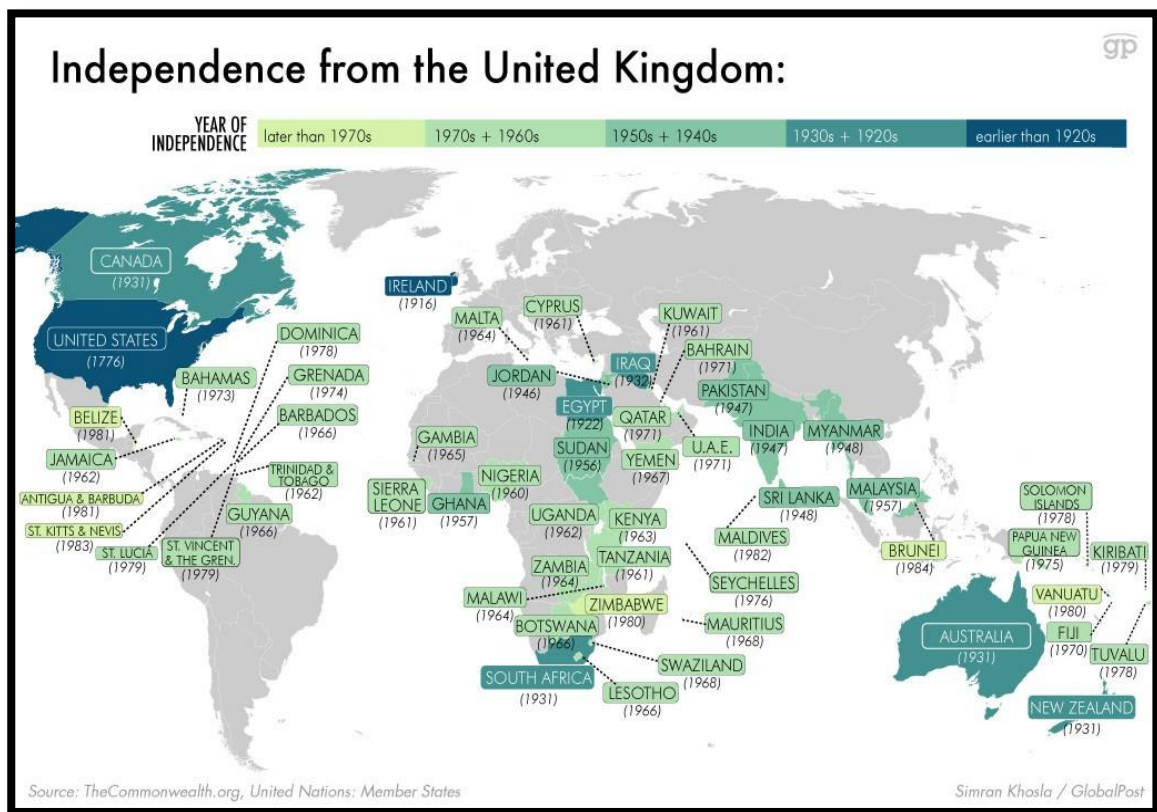 gp
Independence from the United Kingdom:
YEAR OF
INDEPENDENCE
later than 1970s
1970s + 1960s
1950s + 1940s
1930s + 1920s
earlier than 1920s
CANADA
(1931)
UNITED STATES
(1776)
IRELAND
(1916)
MALTA
(1964)
CYPRUS
(1961)
KUWAIT
(1961)
BAHRAIN
(1971)
JORDAN
(1946)
IRAQ
(1932)
EGYPT
(1922)
QATAR
(1971)
PAKISTAN
(1947)
U.A.E.
(1971)
INDIA
(1947)
MYANMAR
(1948)
DOMINICA
(1978)
GRENADA
(1974)
BARBADOS
(1966)
BAHAMAS
(1973)
BELIZE
(1981)
JAMAICA
(1962)
ANTIGUA & BARBUDA
(1981)
ST. KITTS & NEVIS
(1983)
ST. LUCIA
(1979)
ST. VINCENT
& THE GREN.
(1979)
TRINIDAD &
TOBAGO
(1962)
GUYANA
(1966)
GAMBIA
(1965)
SIERRA
LEONE
(1961)
GHANA
(1957)
NIGERIA
(1960)
SUDAN
(1956)
YEMEN
(1967)
UGANDA
(1962)
KENYA
(1963)
TANZANIA
(1961)
ZAMBIA
(1964)
MALAWI
(1964)
ZIMBABWE
(1980)
BOTSWANA
(1966)
SOUTH AFRICA
(1931)
LESOTHO
(1966)
SWAZILAND
(1968)
MAURITIUS
(1968)
SEYCHELLES
(1976)
MALDIVES
(1982)
SRI LANKA
(1948)
MALAYSIA
(1957)
BRUNEI
(1984)
SOLOMON
ISLANDS
(1978)
PAPUA NEW
GUINEA
(1975)
KIRIBATI
(1979)
VANUATU
(1980)
FIJI
(1970)
TUVALU
(1978)
AUSTRALIA
(1931)
NEW ZEALAND
(1931)
Source: TheCommonwealth.org, United Nations: Member States
Simran Khosla / GlobalPost